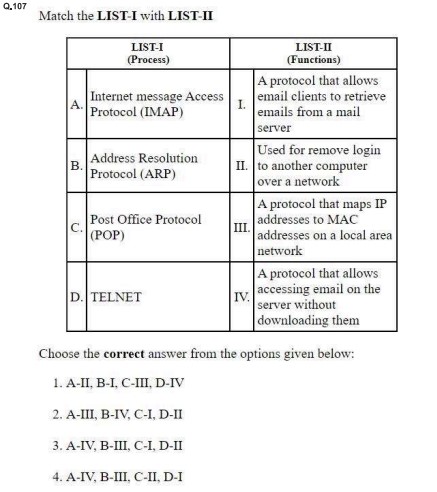 Q.107
Match the LIST-I with LIST-II
LIST-I
(Process)
LIST-II
(Functions)
A.
Internet message Access
Protocol (IMAP)
I.
A protocol that allows
email clients to retrieve
emails from a mail
server
B.
Address Resolution
Protocol (ARP)
II.
Used for remove login
to another computer
over a network
C.
Post Office Protocol
(POP)
III.
A protocol that maps IP
addresses to MAC
addresses on a local area
network
D.
TELNET
IV.
A protocol that allows
accessing email on the
server without
downloading them
Choose the correct answer from the options given below:
1. A-II, B-I, C-III, D-IV
2. A-III, B-IV, C-I, D-II
3. A-IV, B-III, C-I, D-II
4. A-IV, B-III, C-II, D-I